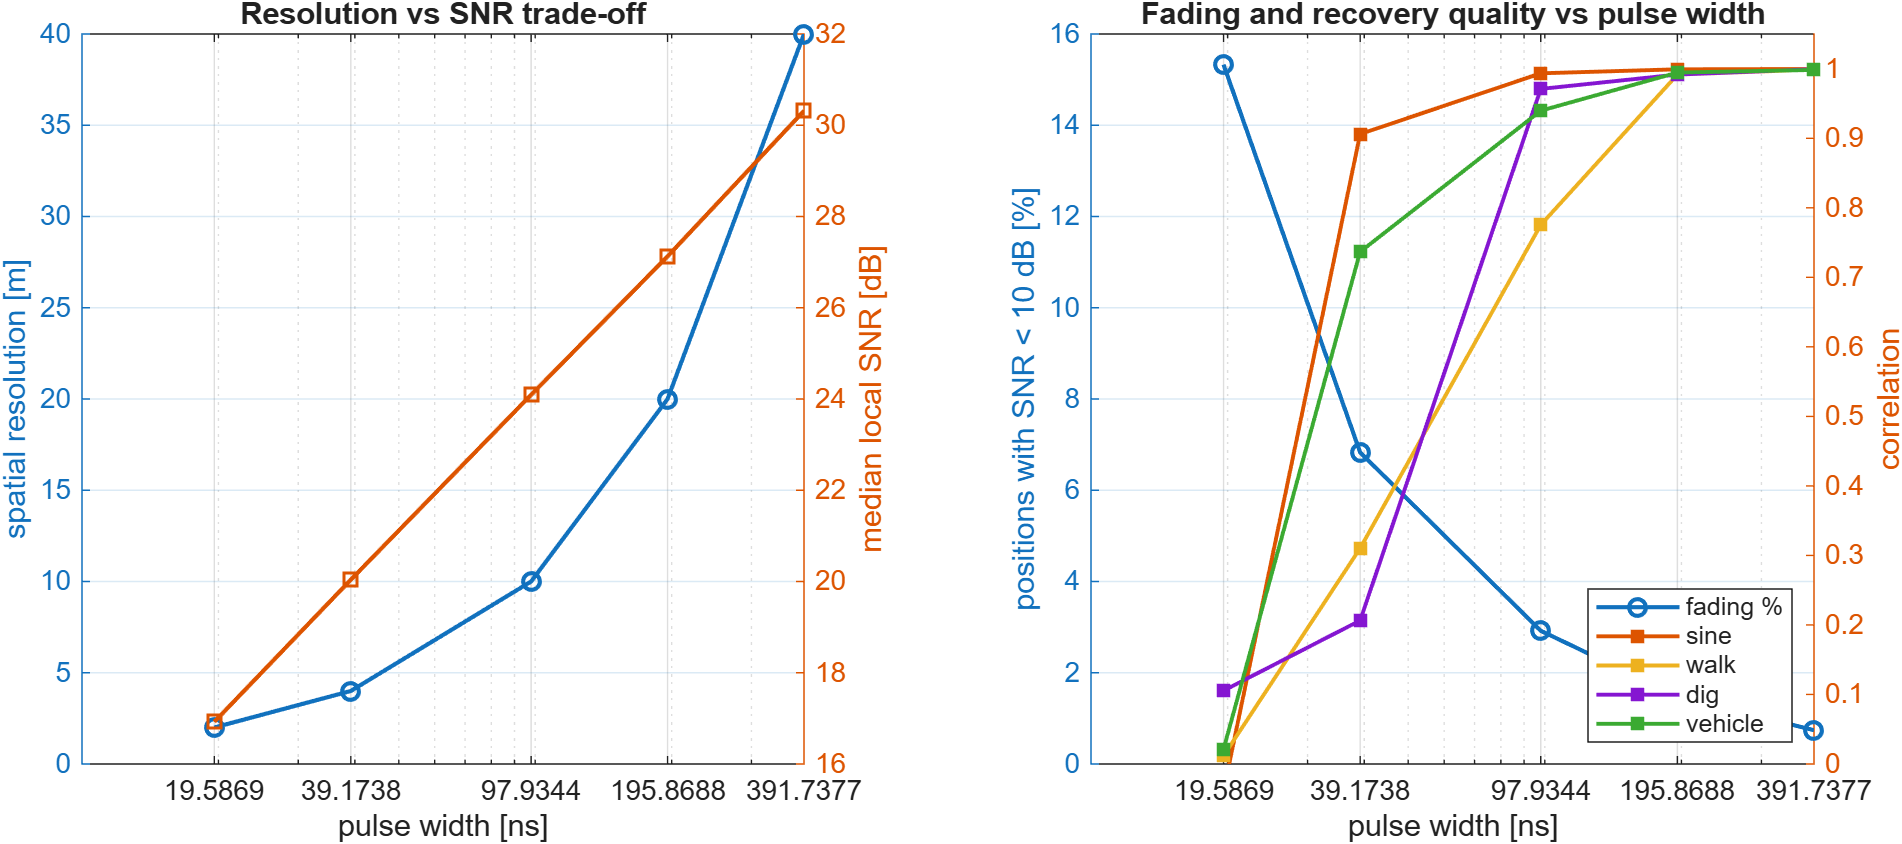 Resolution vs SNR trade-off
40
35
30
25
20
15
10
5
0
spatial resolution [m]
32
30
28
26
24
22
20
18
16
median local SNR [dB]
19.5869 39.1738 97.9344 195.8688 391.7377
pulse width [ns]
Fading and recovery quality vs pulse width
16
14
12
10
8
6
4
2
0
positions with SNR < 10 dB [%]
1
0.9
0.8
0.7
0.6
0.5
0.4
0.3
0.2
0.1
0
correlation
fading %
sine
walk
dig
vehicle
19.5869 39.1738 97.9344 195.8688 391.7377
pulse width [ns]